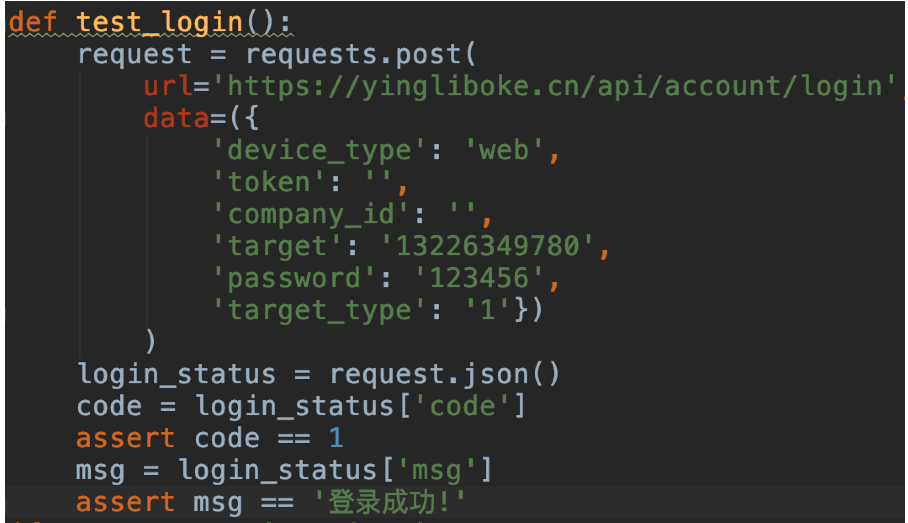 def test_login():
    request = requests.post(
        url='https://yingliboke.cn/api/account/login',
        data=({
            'device_type': 'web',
            'token': '',
            'company_id': '',
            'target': '13226349780',
            'password': '123456',
            'target_type': '1'})
    )
    login_status = request.json()
    code = login_status['code']
    assert code == 1
    msg = login_status['msg']
    assert msg == '登录成功!'